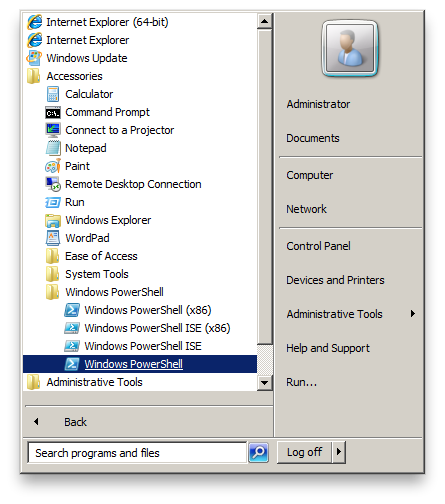 Internet Explorer (64-bit)
Internet Explorer
Windows Update
Accessories
Calculator
Command Prompt
Connect to a Projector
Notepad
Paint
Remote Desktop Connection
Run
Windows Explorer
WordPad
Ease of Access
System Tools
Windows PowerShell
Windows PowerShell (x86)
Windows PowerShell ISE (x86)
Windows PowerShell ISE
Windows PowerShell
Administrative Tools
Back
Search programs and files
Administrator
Documents
Computer
Network
Control Panel
Devices and Printers
Administrative Tools
Help and Support
Run...
Log off